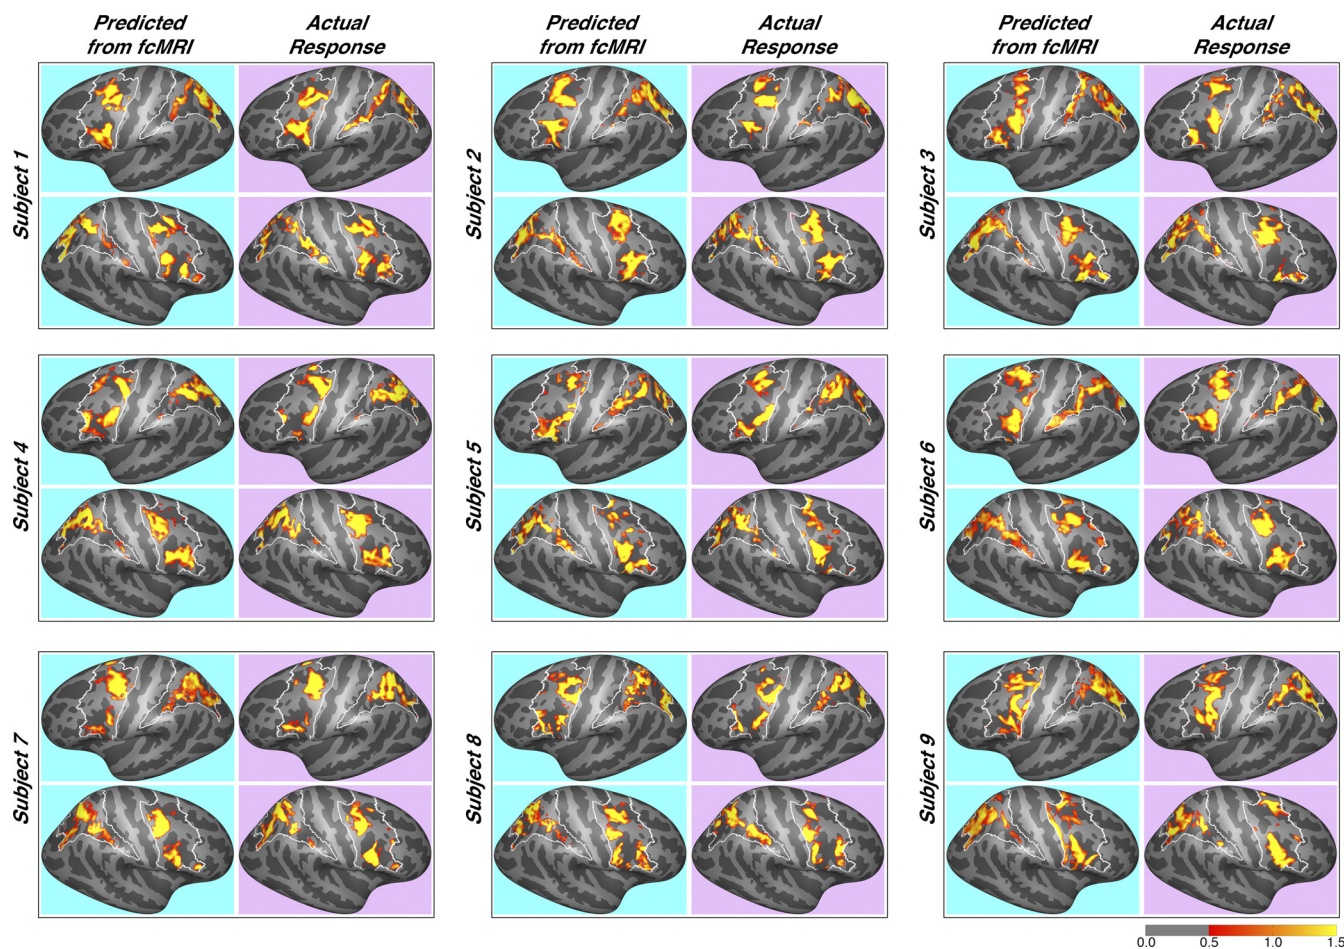 Predicted
from fcMRI
Actual
Response
Predicted
from fcMRI
Actual
Response
Predicted
from fcMRI
Actual
Response
Subject 1
Subject 2
Subject 3
Subject 4
Subject 5
Subject 6
Subject 7
Subject 8
Subject 9
0.0 0.5 1.0 1.5